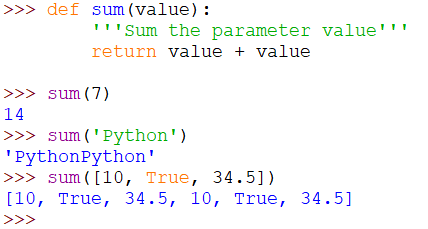 >>> def sum(value):
        '''Sum the parameter value'''
        return value + value

>>> sum(7)
14
>>> sum('Python')
'PythonPython'
>>> sum([10, True, 34.5])
[10, True, 34.5, 10, True, 34.5]
>>>